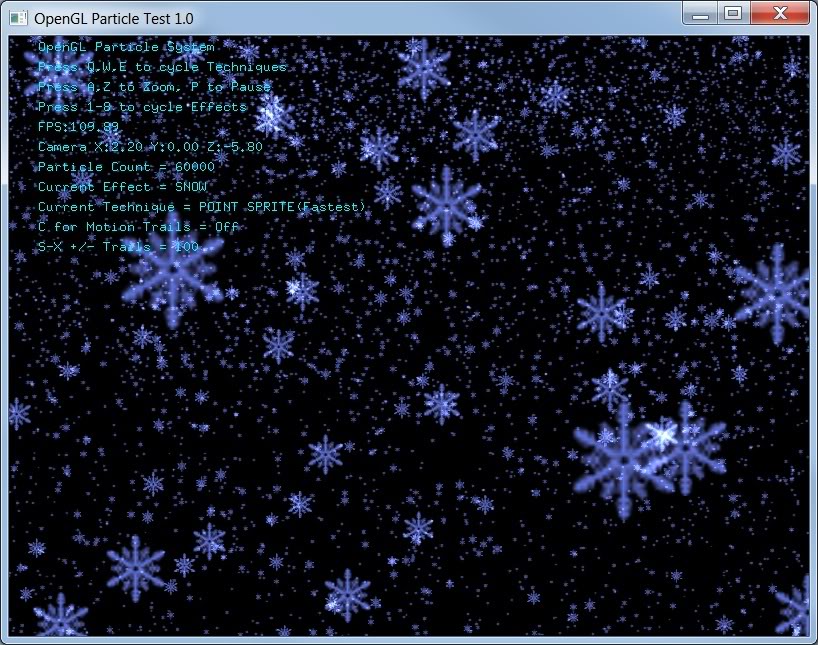 OpenGL Particle Test 1.0
OpenGL Particle System
Press Q,W,E to cycle Techniques
Press A,Z to Zoom, P to Pause
Press 1-8 to cycle Effects
FPS:109.89
Camera X:2.20 Y:0.00 Z:-5.80
Particle Count = 60000
Current Effect = SNOW
Current Technique = POINT SPRITE(Fastest)
C for Motion Trails = Off
S-X +/- Trails = 100